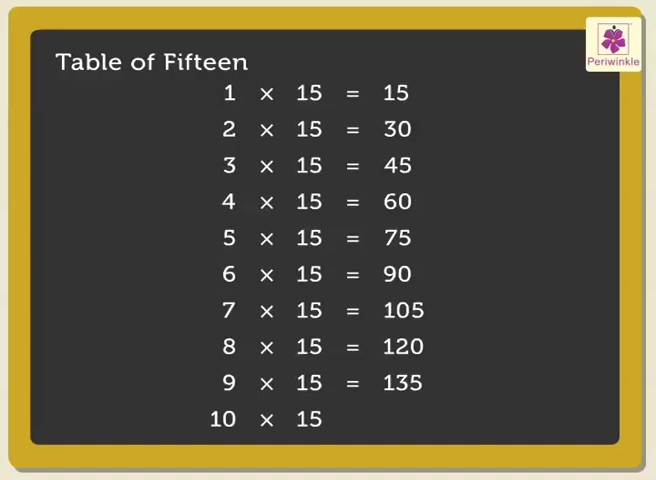 Table of Fifteen
Periwinkle
1 × 15 = 15
2 × 15 = 30
3 × 15 = 45
4 × 15 = 60
5 × 15 = 75
6 × 15 = 90
7 × 15 = 105
8 × 15 = 120
9 × 15 = 135
10 × 15